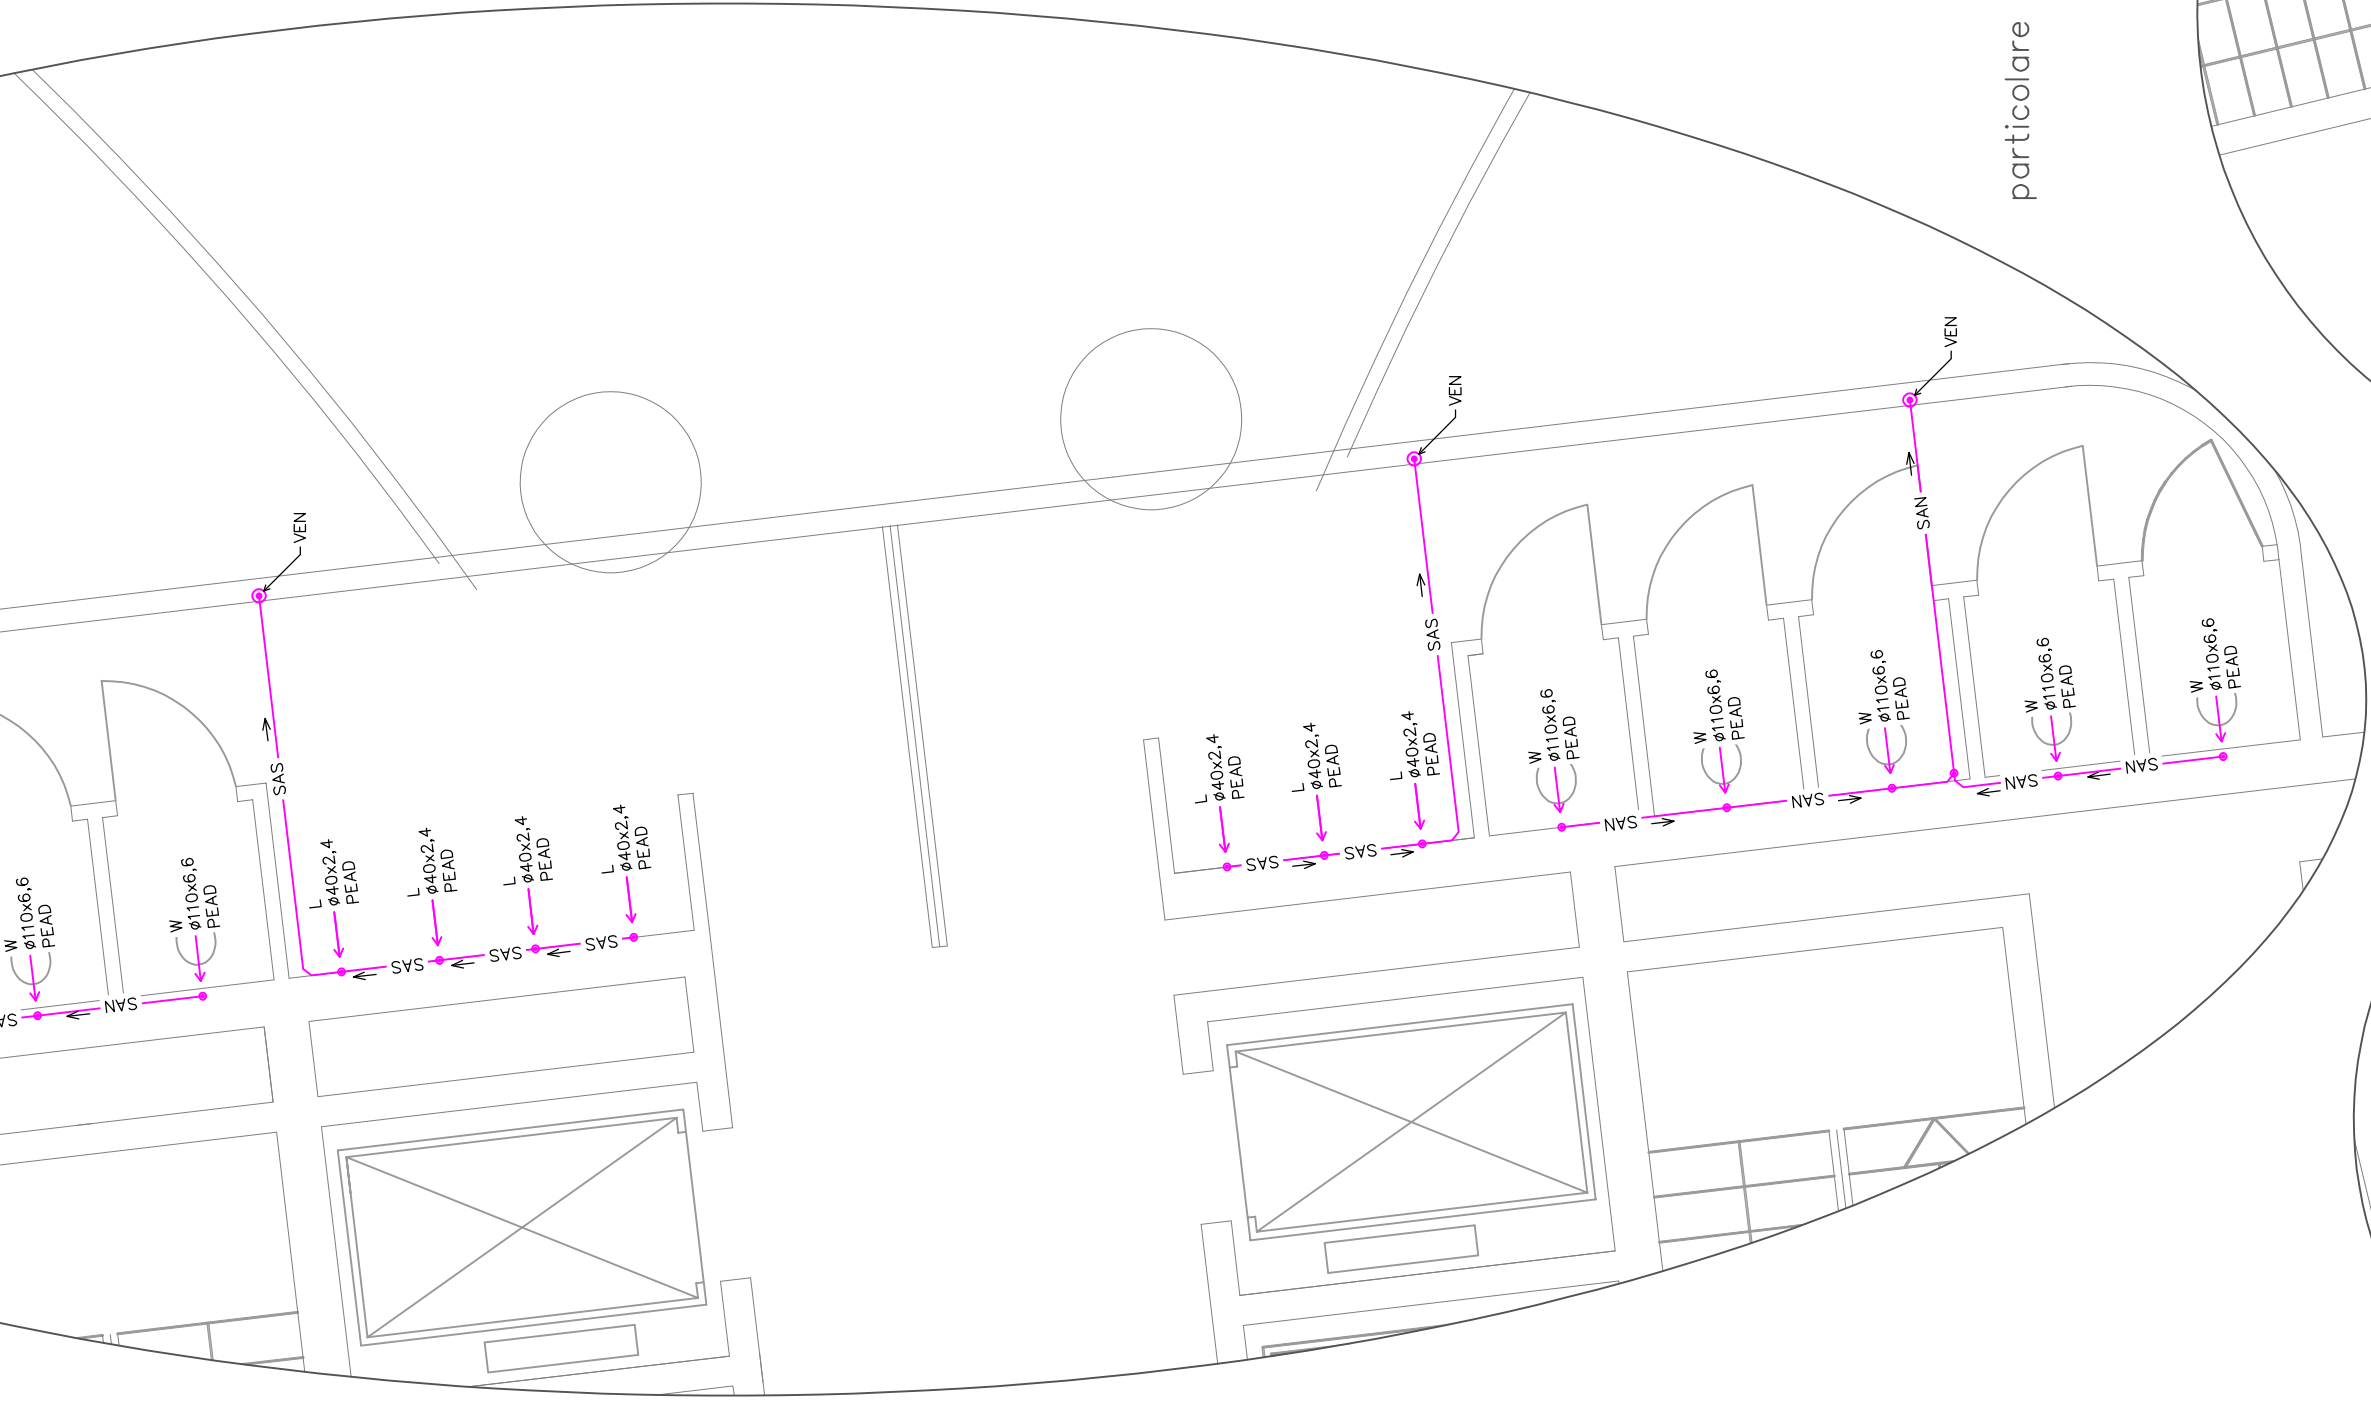 particolare
VEN
VEN
VEN
SAN
SAS
SAS
W
ø110x6,6
PEAD
W
ø110x6,6
PEAD
W
ø110x6,6
PEAD
W
ø110x6,6
PEAD
W
ø110x6,6
PEAD
L
ø40x2,4
PEAD
L
ø40x2,4
PEAD
L
ø40x2,4
PEAD
SAN
SAN
SAN
SAN
SAS
SAS
L
ø40x2,4
PEAD
L
ø40x2,4
PEAD
L
ø40x2,4
PEAD
L
ø40x2,4
PEAD
W
ø110x6,6
PEAD
W
ø110x6,6
PEAD
SAS
SAS
SAS
SAN